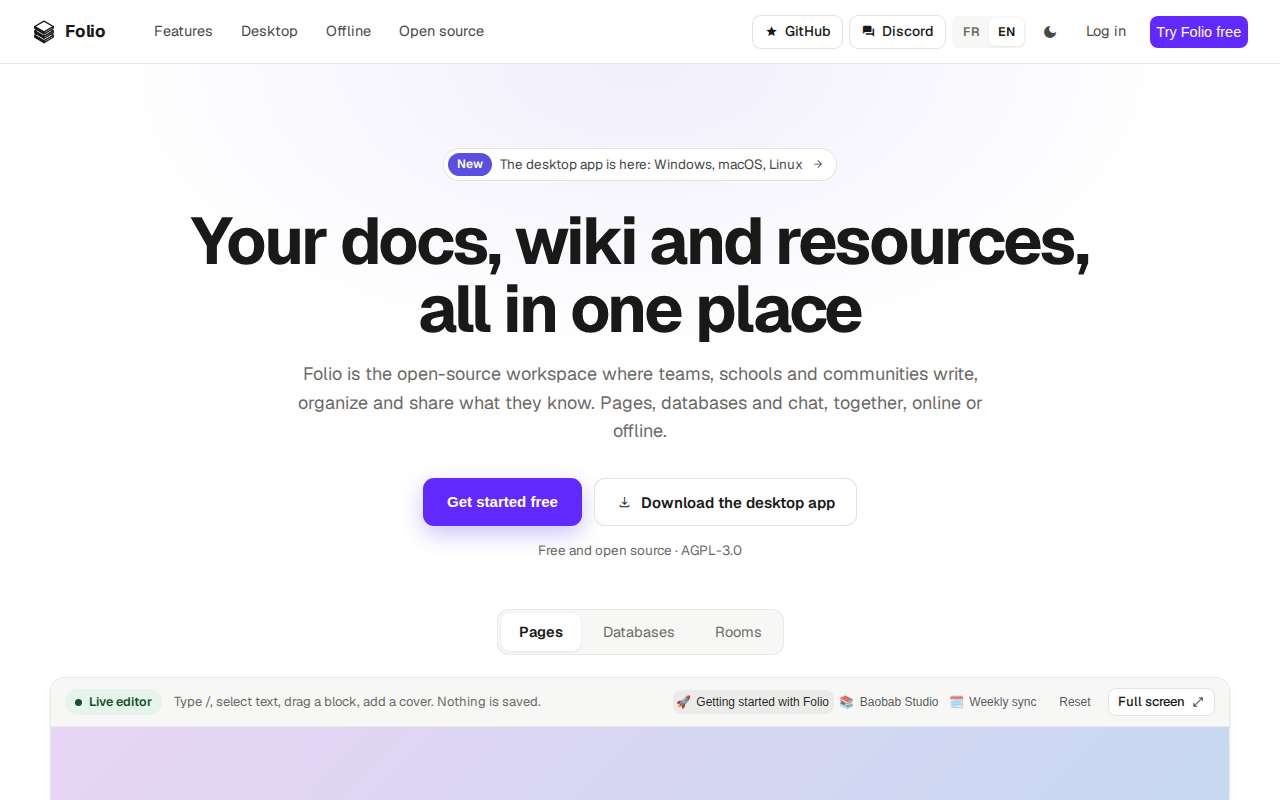 Folio
Features
Desktop
Offline
Open source
GitHub
Discord
FR
EN
Log in
Try Folio free
New
The desktop app is here: Windows, macOS, Linux
Your docs, wiki and resources,
all in one place
Folio is the open-source workspace where teams, schools and communities write,
organize and share what they know. Pages, databases and chat, together, online or
offline.
Get started free
Download the desktop app
Free and open source · AGPL-3.0
Pages
Databases
Rooms
Live editor
Type /, select text, drag a block, add a cover. Nothing is saved.
Getting started with Folio
Baobab Studio
Weekly sync
Reset
Full screen